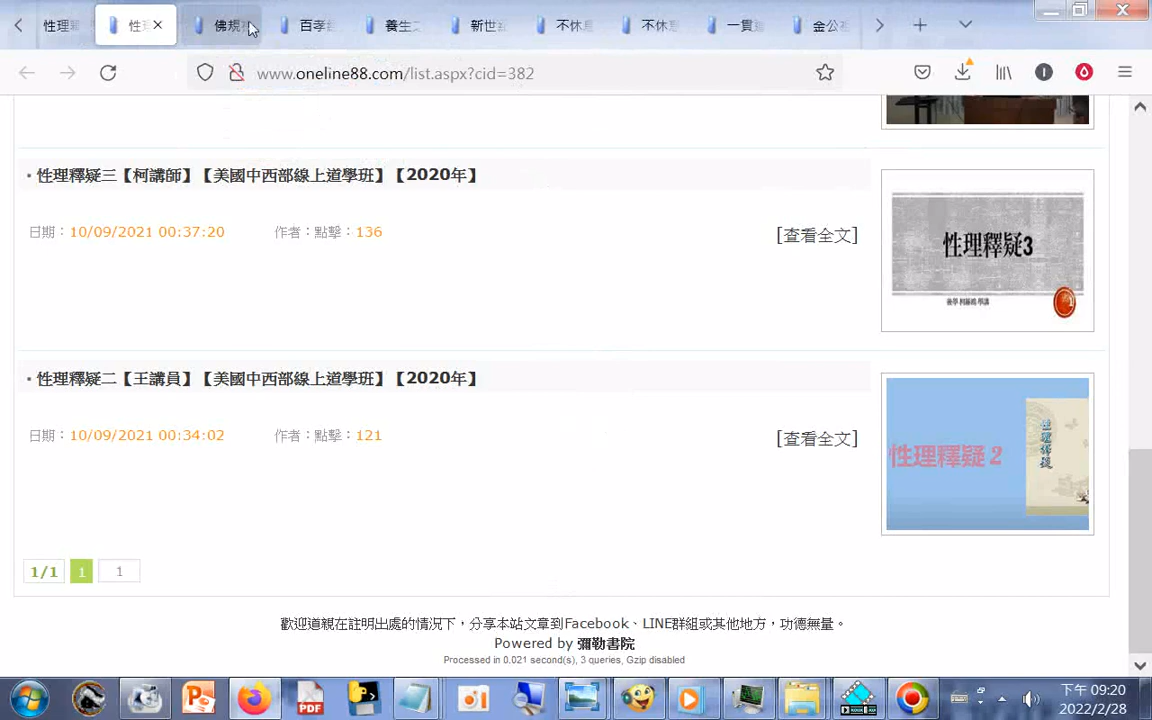 性理
性
佛規
百孝
養生
新世
不休息
不休息
一貫
金公
www.oneline88.com/list.aspx?cid=382
▪ 性理釋疑三【柯講師】【美國中西部線上道學班】【2020年】
日期：10/09/2021 00:37:20 作者：點擊：136 [查看全文]
性理釋疑3
▪ 性理釋疑二【王講員】【美國中西部線上道學班】【2020年】
日期：10/09/2021 00:34:02 作者：點擊：121 [查看全文]
性理釋疑 2
性理釋疑
1/1 1 1
歡迎道親在註明出處的情況下，分享本站文章到Facebook、LINE群組或其他地方，功德無量。
Powered by 彌勒書院
Processed in 0.021 second(s), 3 queries, Gzip disabled
PDF
下午 09:20
2022/2/28